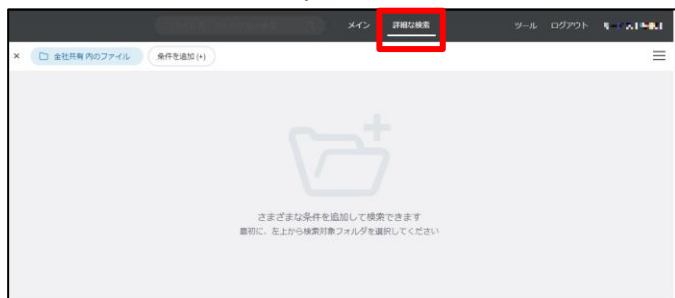 メイン 詳細な検索 ツール ログアウト
× 全社共有 内のファイル 条件を追加 (+)
さまざまな条件を追加して検索できます
最初に、左上から検索対象フォルダを選択してください